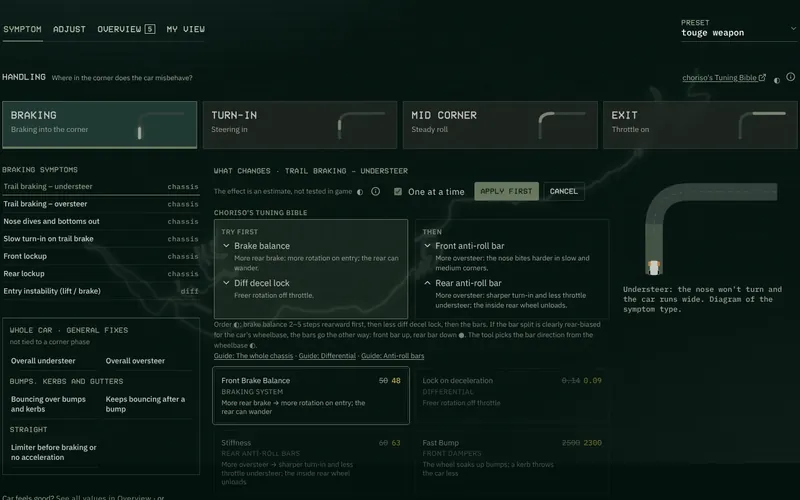 SYMPTOM ADJUST OVERVIEW 5 MY VIEW
PRESET
touge weapon
HANDLING Where in the corner does the car misbehave?
choriso's Tuning Bible
BRAKING
Braking into the corner
TURN-IN
Steering in
MID CORNER
Steady roll
EXIT
Throttle on
BRAKING SYMPTOMS
Trail braking – understeer chassis
Trail braking – oversteer chassis
Nose dives and bottoms out chassis
Slow turn-in on trail brake chassis
Front lockup chassis
Rear lockup chassis
Entry instability (lift / brake) diff
WHOLE CAR · GENERAL FIXES
not tied to a corner phase
Overall understeer Overall oversteer
BUMPS, KERBS AND GUTTERS
Bouncing over bumps and kerbs
Keeps bouncing after a bump
STRAIGHT
Limiter before braking or no acceleration
Car feels good? See all values in Overview · or
WHAT CHANGES · TRAIL BRAKING – UNDERSTEER
The effect is an estimate, not tested in game
One at a time APPLY FIRST CANCEL
CHORISO'S TUNING BIBLE
TRY FIRST
Brake balance
More rear brake: more rotation on entry; the rear can wander.
Diff decel lock
Freer rotation off throttle.
THEN
Front anti-roll bar
More oversteer: the nose bites harder in slow and medium corners.
Rear anti-roll bar
More oversteer: sharper turn-in and less throttle understeer; the inside rear wheel unloads.
Order ◐: brake balance 2–5 steps rearward first, then less diff decel lock, then the bars. If the bar split is clearly rear-biased
for the car's wheelbase, the bars go the other way: front bar up, rear bar down ●. The tool picks the bar direction from the
wheelbase ◐.
Guide: The whole chassis · Guide: Differential · Guide: Anti-roll bars
Front Brake Balance 50 48
BRAKING SYSTEM
More rear brake → more rotation on entry; the rear can wander
Lock on deceleration 0.14 0.09
DIFFERENTIAL
Freer rotation off throttle
Stiffness 60 63
REAR ANTI-ROLL BARS
More oversteer → sharper turn-in and less throttle understeer; the inside rear wheel unloads
Fast Bump 2500 2300
FRONT DAMPERS
The wheel soaks up bumps; a kerb throws the car less
Understeer: the nose won't turn and
the car runs wide. Diagram of the
symptom type.